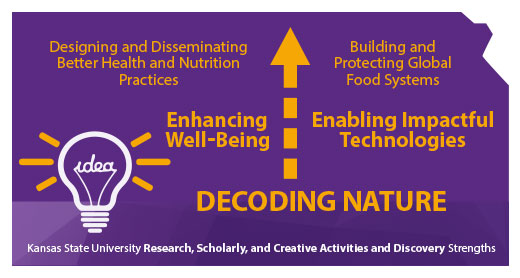 Designing and Disseminating
Better Health and Nutrition
Practices
Building and
Protecting Global
Food Systems
Enhancing
Well-Being
Enabling Impactful
Technologies
idea
DECODING NATURE
Kansas State University Research, Scholarly, and Creative Activities and Discovery Strengths